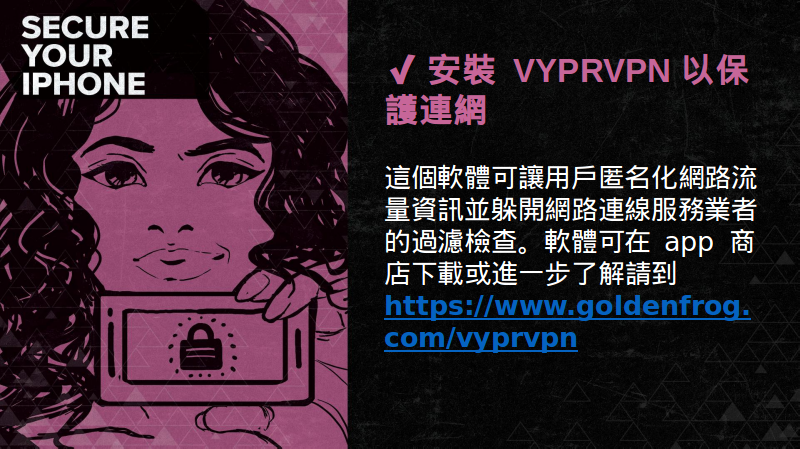 SECURE
YOUR
IPHONE
✓ 安裝 VYPRVPN 以保
護連網
這個軟體可讓用戶匿名化網路流
量資訊並躲開網路連線服務業者
的過濾檢查。軟體可在 app 商
店下載或進一步了解請到
https://www.goldenfrog.
com/vyprvpn